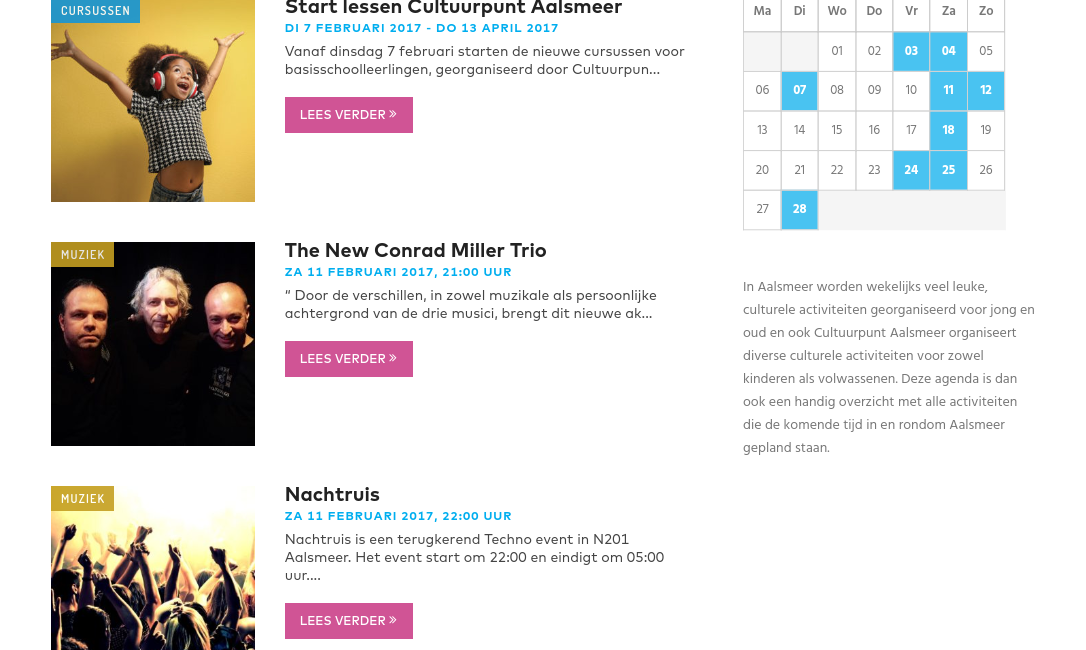 CURSUSSEN
Start lessen Cultuurpunt Aalsmeer
DI 7 FEBRUARI 2017 - DO 13 APRIL 2017
Vanaf dinsdag 7 februari starten de nieuwe cursussen voor
basisschoolleerlingen, georganiseerd door Cultuurpun...
LEES VERDER »
MUZIEK
The New Conrad Miller Trio
ZA 11 FEBRUARI 2017, 21:00 UUR
“ Door de verschillen, in zowel muzikale als persoonlijke
achtergrond van de drie musici, brengt dit nieuwe ak...
LEES VERDER »
MUZIEK
Nachtruis
ZA 11 FEBRUARI 2017, 22:00 UUR
Nachtruis is een terugkerend Techno event in N201
Aalsmeer. Het event start om 22:00 en eindigt om 05:00
uur....
LEES VERDER »
Ma Di Wo Do Vr Za Zo
01 02 03 04 05
06 07 08 09 10 11 12
13 14 15 16 17 18 19
20 21 22 23 24 25 26
27 28
In Aalsmeer worden wekelijks veel leuke,
culturele activiteiten georganiseerd voor jong en
oud en ook Cultuurpunt Aalsmeer organiseert
diverse culturele activiteiten voor zowel
kinderen als volwassenen. Deze agenda is dan
ook een handig overzicht met alle activiteiten
die de komende tijd in en rondom Aalsmeer
gepland staan.